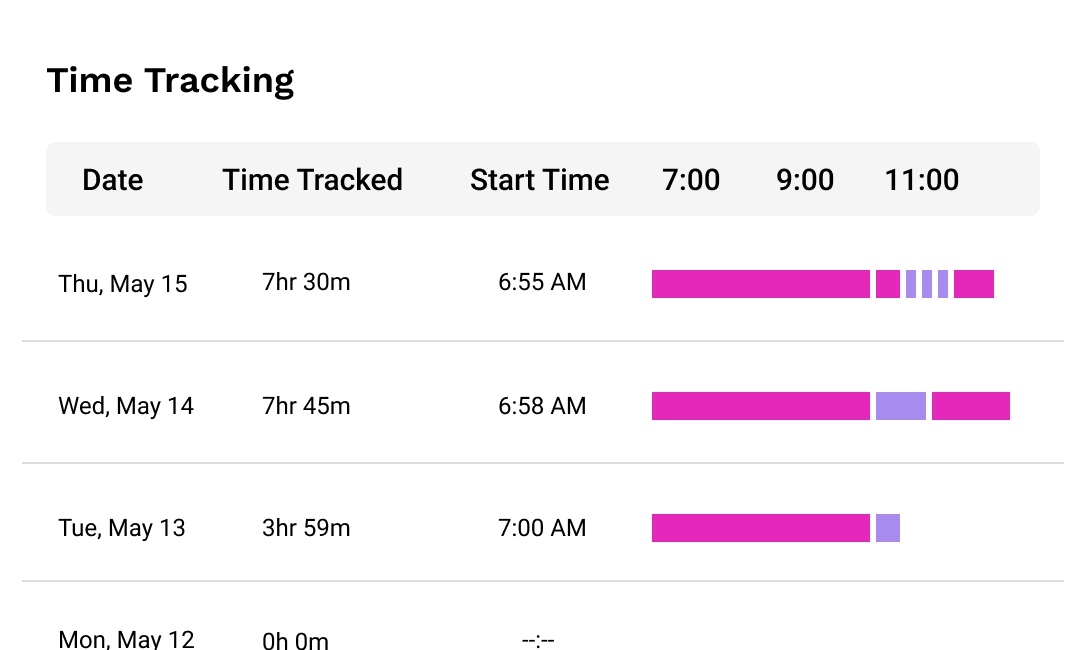 Time Tracking
Date Time Tracked Start Time 7:00 9:00 11:00
Thu, May 15 7hr 30m 6:55 AM
Wed, May 14 7hr 45m 6:58 AM
Tue, May 13 3hr 59m 7:00 AM
Mon, May 12 0h 0m --:--